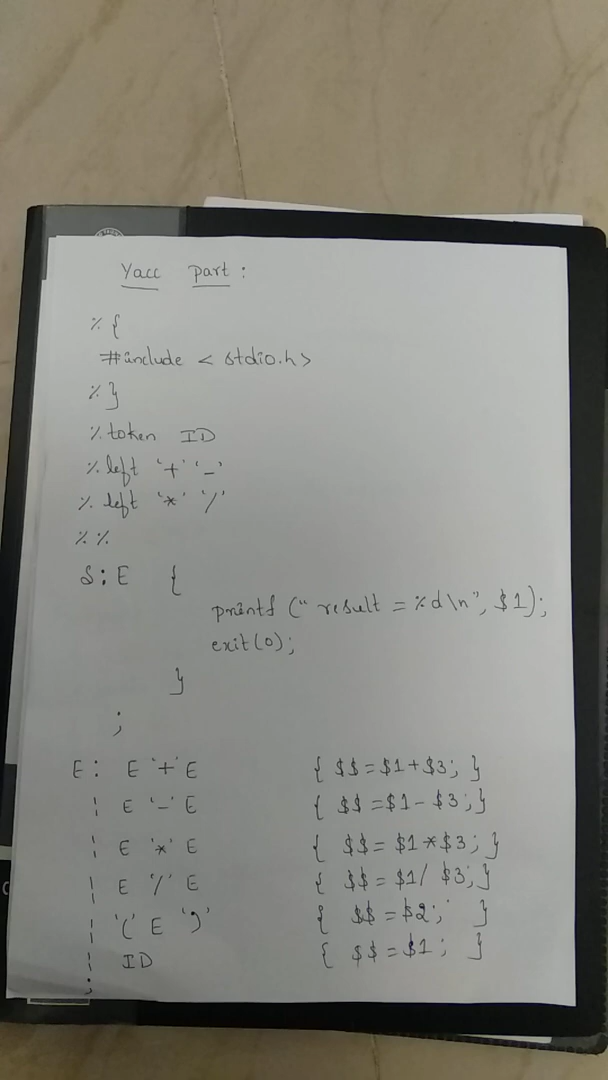 Yacc part :
% {
#include < stdio.h>
% }
% token ID
% left '+' '-'
% left '*' '/'
% %
S : E {
printf (" result = %d\n", $1);
exit(0);
}
;
E : E '+' E { $$ = $1 + $3; }
| E '-' E { $$ = $1 - $3; }
| E '*' E { $$ = $1 * $3; }
| E '/' E { $$ = $1 / $3; }
| '(' E ')' { $$ = $2; }
| ID { $$ = $1; }
;